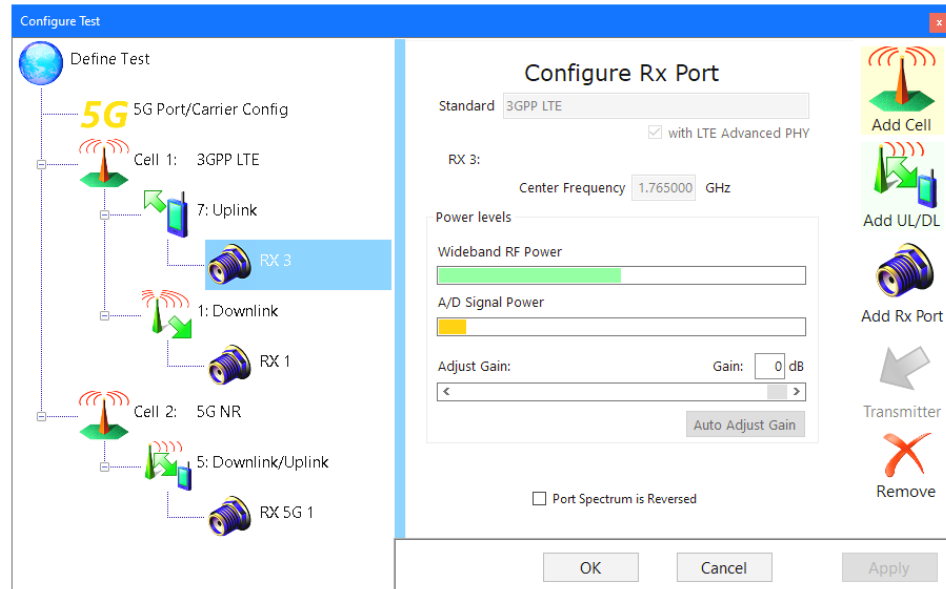 Configure Test
x
Define Test
5G 5G Port/Carrier Config
Cell 1: 3GPP LTE
7: Uplink
RX 3
1: Downlink
RX 1
Cell 2: 5G NR
5: Downlink/Uplink
RX 5G 1
Configure Rx Port
Standard 3GPP LTE
with LTE Advanced PHY
RX 3:
Center Frequency 1.765000 GHz
Power levels
Wideband RF Power
A/D Signal Power
Adjust Gain: Gain: 0 dB
Auto Adjust Gain
Port Spectrum is Reversed
Add Cell
Add UL/DL
Add Rx Port
Transmitter
Remove
OK Cancel Apply